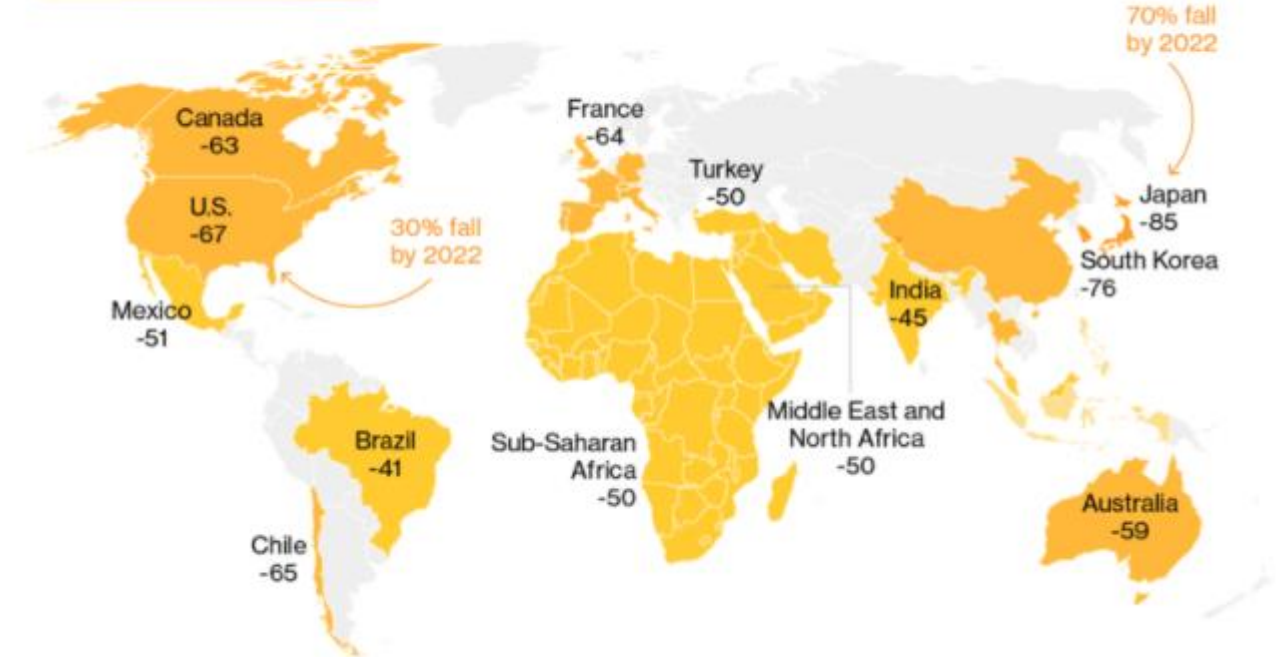 70% fall
by 2022
Canada
-63
France
-64
Turkey
-50
U.S.
-67
30% fall
by 2022
Japan
-85
South Korea
-76
Mexico
-51
India
-45
Brazil
-41
Sub-Saharan
Africa
-50
Middle East and
North Africa
-50
Australia
-59
Chile
-65